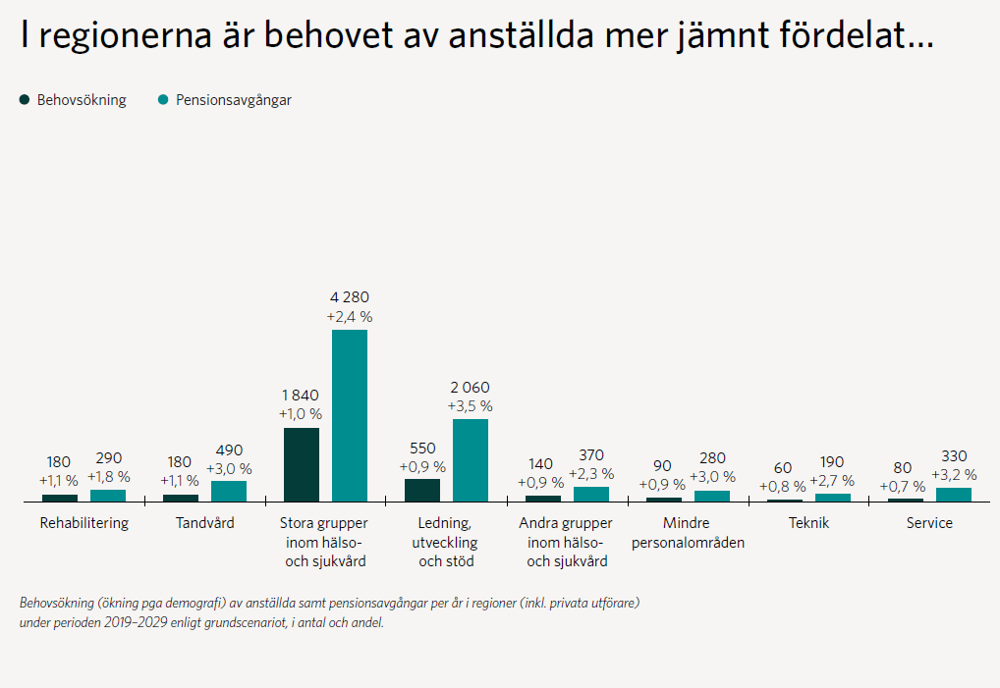 I regionerna är behovet av anställda mer jämnt fördelat…
Behovsökning
Pensionsavgångar
180
+1,1 %
290
+1,8 %
180
+1,1 %
490
+3,0 %
1 840
+1,0 %
4 280
+2,4 %
550
+0,9 %
2 060
+3,5 %
140
+0,9 %
370
+2,3 %
90
+0,9 %
280
+3,0 %
60
+0,8 %
190
+2,7 %
80
+0,7 %
330
+3,2 %
Rehabilitering
Tandvård
Stora grupper
inom hälso-
och sjukvård
Ledning,
utveckling
och stöd
Andra grupper
inom hälso-
och sjukvård
Mindre
personalområden
Teknik
Service
Behovsökning (ökning pga demografi) av anställda samt pensionsavgångar per år i regioner (inkl. privata utförare)
under perioden 2019–2029 enligt grundscenariot, i antal och andel.